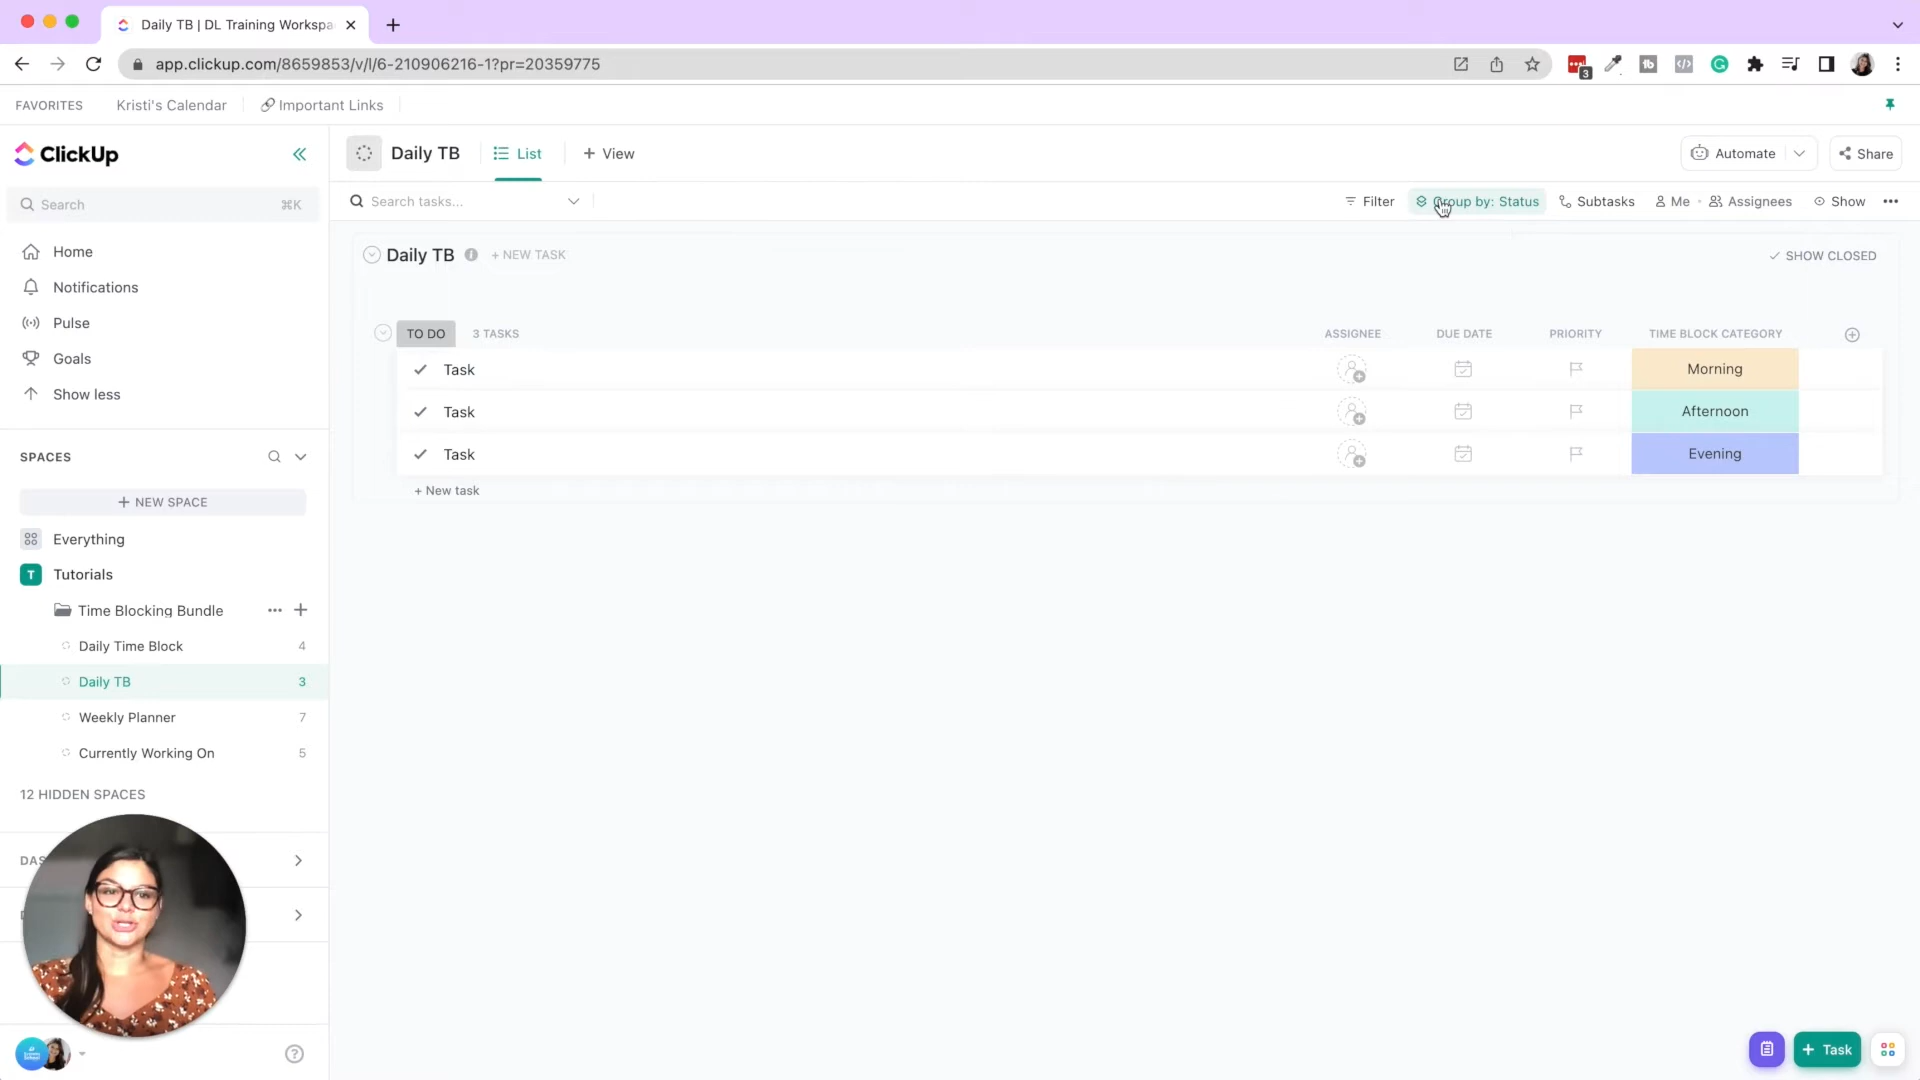 Daily TB | DL Training Workspa
app.clickup.com/8659853/v/l/6-210906216-1?pr=20359775
3
FAVORITES Kristi's Calendar Important Links
ClickUp
Daily TB List + View Automate Share
Search ⌘K
Search tasks... Filter Group by: Status Subtasks Me Assignees Show
Home
Notifications
Pulse
Goals
Show less
Daily TB + NEW TASK SHOW CLOSED
TO DO 3 TASKS ASSIGNEE DUE DATE PRIORITY TIME BLOCK CATEGORY
Task Morning
Task Afternoon
Task Evening
+ New task
SPACES
+ NEW SPACE
Everything
T Tutorials
Time Blocking Bundle
Daily Time Block 4
Daily TB 3
Weekly Planner 7
Currently Working On 5
12 HIDDEN SPACES
DAS
+ Task